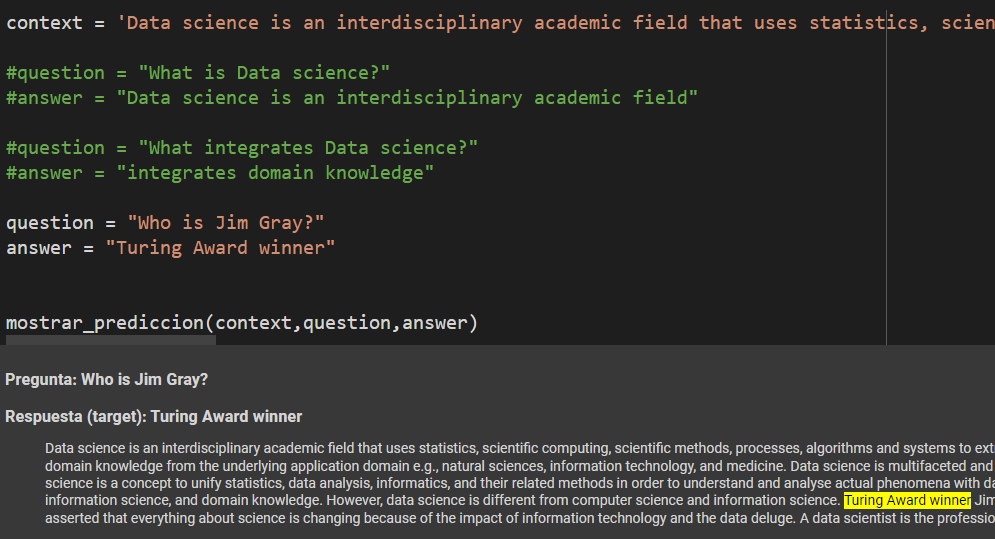 context = 'Data science is an interdisciplinary academic field that uses statistics, scien
#question = "What is Data science?"
#answer = "Data science is an interdisciplinary academic field"
#question = "What integrates Data science?"
#answer = "integrates domain knowledge"
question = "Who is Jim Gray?"
answer = "Turing Award winner"
mostrar_prediccion(context,question,answer)
Pregunta: Who is Jim Gray?
Respuesta (target): Turing Award winner
Data science is an interdisciplinary academic field that uses statistics, scientific computing, scientific methods, processes, algorithms and systems to ext
domain knowledge from the underlying application domain e.g., natural sciences, information technology, and medicine. Data science is multifaceted and
science is a concept to unify statistics, data analysis, informatics, and their related methods in order to understand and analyse actual phenomena with da
information science, and domain knowledge. However, data science is different from computer science and information science. Turing Award winner Jim
asserted that everything about science is changing because of the impact of information technology and the data deluge. A data scientist is the professio